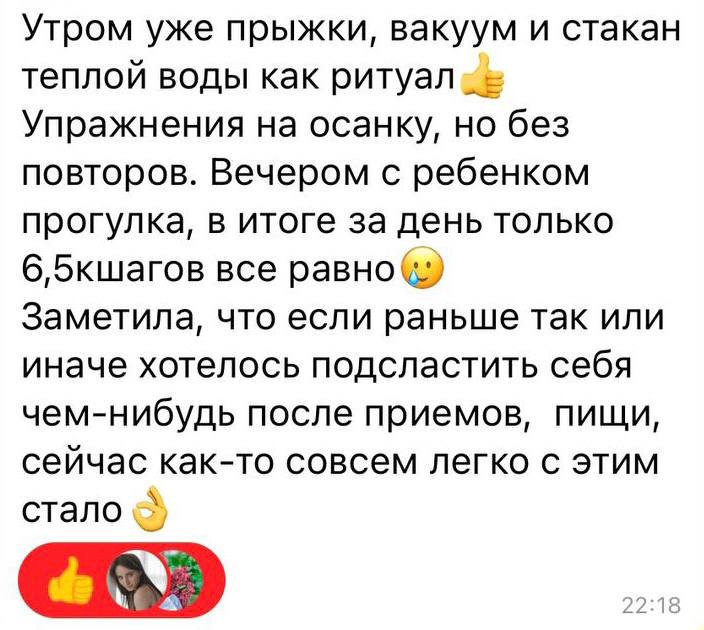 Утром уже прыжки, вакуум и стакан
теплой воды как ритуал👍
Упражнения на осанку, но без
повторов. Вечером с ребенком
прогулка, в итоге за день только
6,5кшагов все равно🥲
Заметила, что если раньше так или
иначе хотелось подсластить себя
чем-нибудь после приемов,  пищи,
сейчас как-то совсем легко с этим
стало👌
22:18